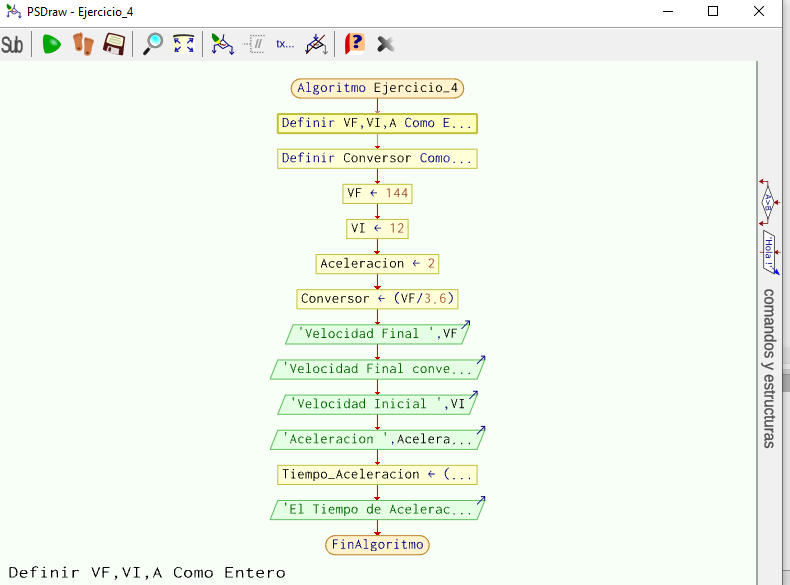 PSDraw - Ejercicio_4
Sub
tx...
Algoritmo Ejercicio_4
Definir VF,VI,A Como E...
Definir Conversor Como...
VF ← 144
VI ← 12
Aceleracion ← 2
Conversor ← (VF/3.6)
'Velocidad Final ',VF
'Velocidad Final conve...
'Velocidad Inicial ',VI
'Aceleracion ',Acelera...
Tiempo_Aceleracion ← (...
'El Tiempo de Acelerac...
FinAlgoritmo
A>B
'Hola !'
comandos y estructuras
Definir VF,VI,A Como Entero